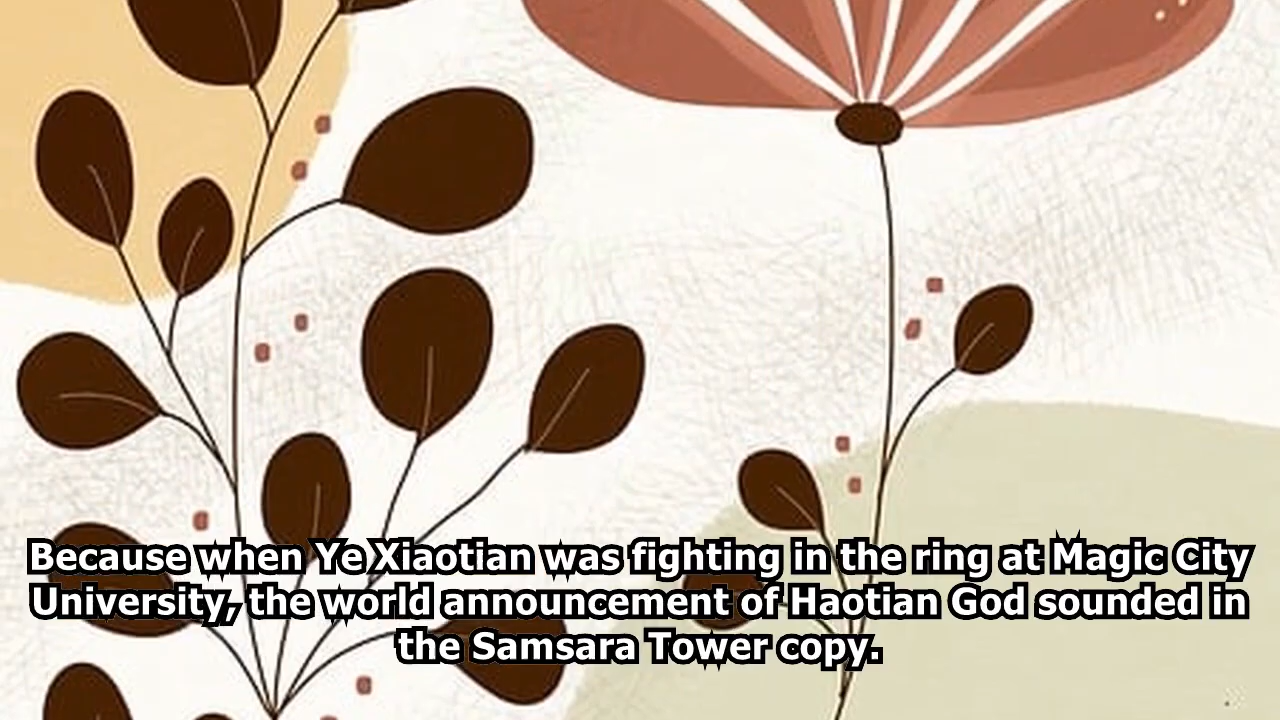 Because when Ye Xiaotian was fighting in the ring at Magic City
University, the world announcement of Haotian God sounded in
the Samsara Tower copy.